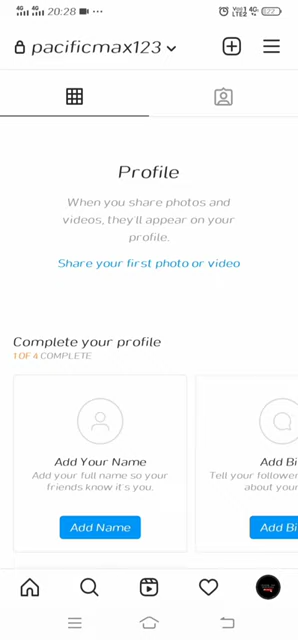 20:28
pacificmax123
Profile
When you share photos and
videos, they'll appear on your
profile.
Share your first photo or video
Complete your profile
1 OF 4 COMPLETE
Add Your Name
Add your full name so your
friends know it's you.
Add Name
Add Bi
Tell your follower
about your
Add Bi